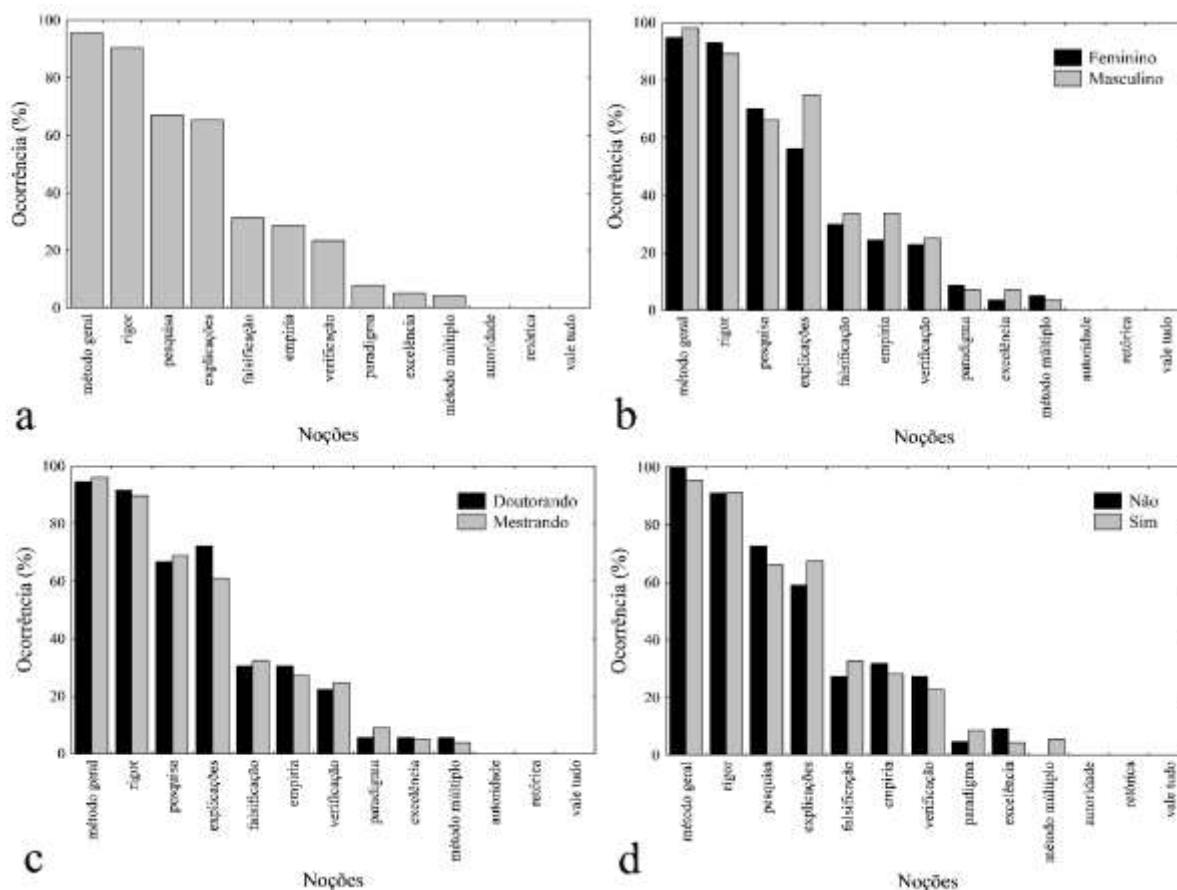 100
80
60
40
20
0
Ocorrência (%)
método geral
rigor
pesquisa
explicações
falsificação
empiria
verificação
paradigma
excelência
método múltiplo
autoridade
retórica
vale tudo
Noções
a
100
80
60
40
20
0
Ocorrência (%)
Feminino
Masculino
método geral
rigor
pesquisa
explicações
falsificação
empiria
verificação
paradigma
excelência
método múltiplo
autoridade
retórica
vale tudo
Noções
b
100
80
60
40
20
0
Ocorrência (%)
Doutorando
Mestrando
método geral
rigor
pesquisa
explicações
falsificação
empiria
verificação
paradigma
excelência
método múltiplo
autoridade
retórica
vale tudo
Noções
c
100
80
60
40
20
0
Ocorrência (%)
Não
Sim
método geral
rigor
pesquisa
explicações
falsificação
empiria
verificação
paradigma
excelência
método múltiplo
autoridade
retórica
vale tudo
Noções
d